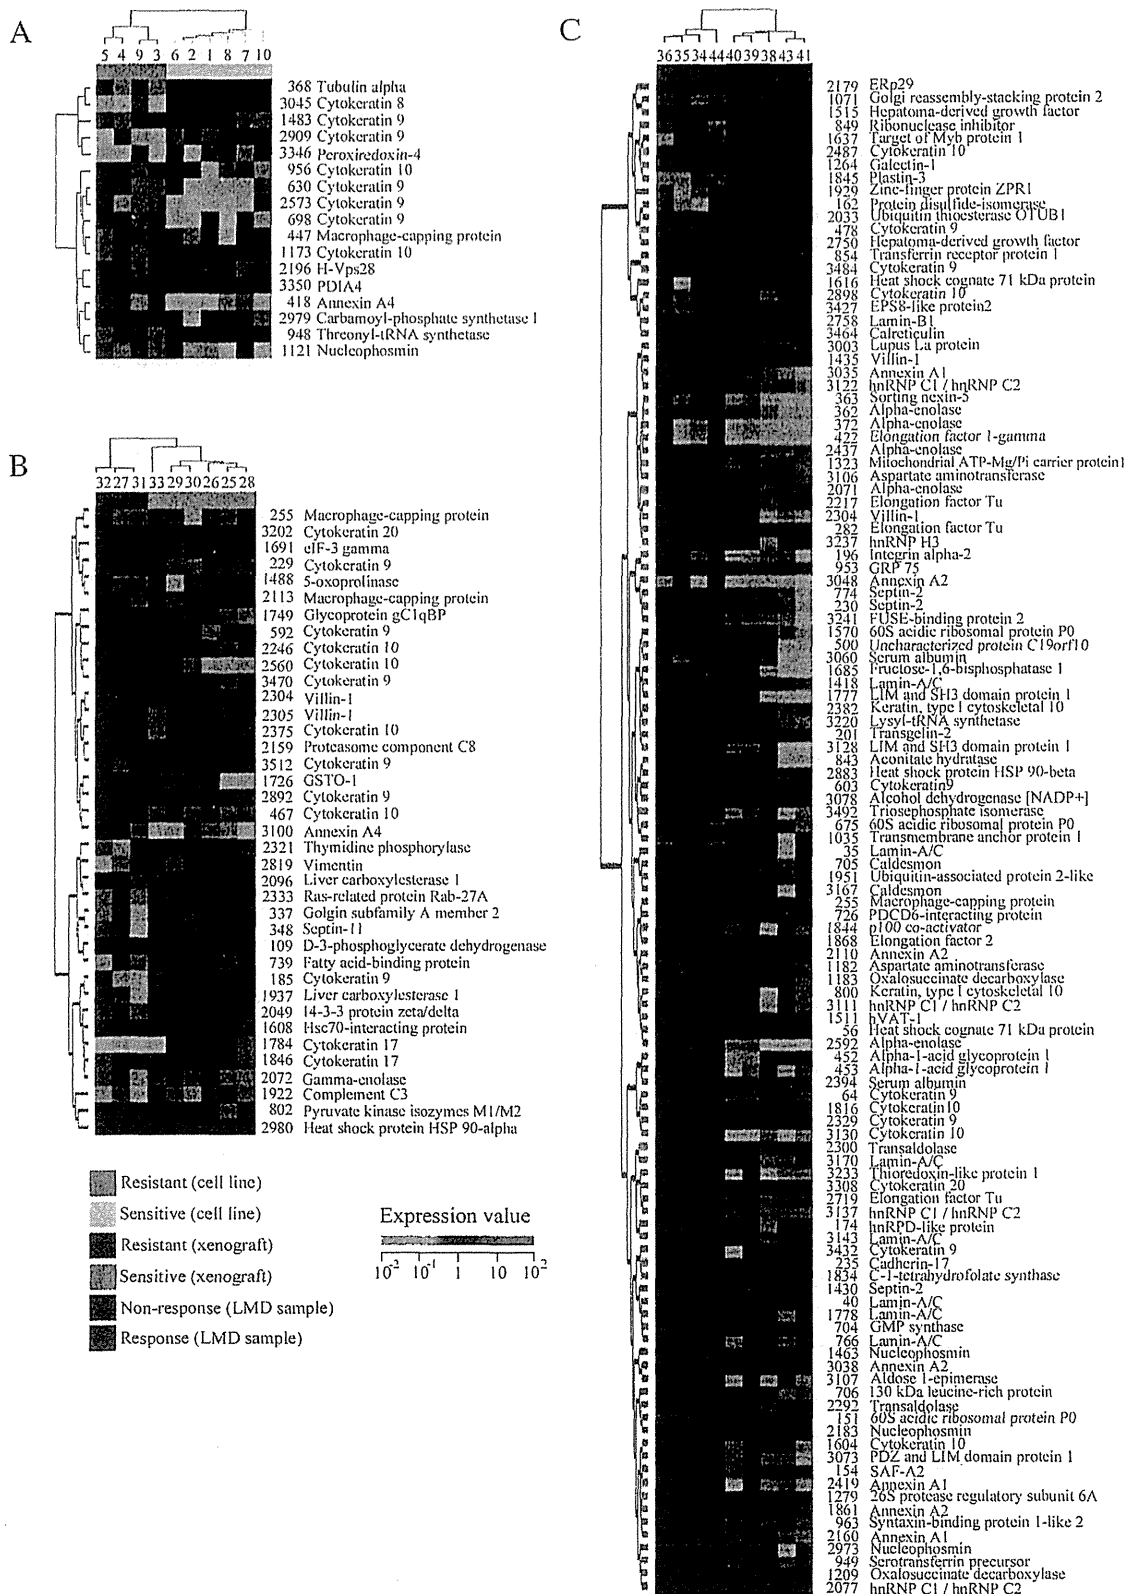 A
5 4 9 3 6 2 1 8 7 10
368 Tubulin alpha
3045 Cytokeratin 8
1483 Cytokeratin 9
2909 Cytokeratin 9
3346 Peroxiredoxin-4
956 Cytokeratin 10
630 Cytokeratin 9
2573 Cytokeratin 9
698 Cytokeratin 9
447 Macrophage-capping protein
1173 Cytokeratin 10
2196 H-Vps28
3350 PDIA4
418 Annexin A4
2979 Carbamoyl-phosphate synthetase 1
948 Threonyl-tRNA synthetase
1121 Nucleophosmin
B
32 27 31 33 29 30 26 25 28
255 Macrophage-capping protein
3202 Cytokeratin 20
1691 eIF-3 gamma
229 Cytokeratin 9
1488 5-oxoprolinase
2113 Macrophage-capping protein
1749 Glycoprotein gC1qBP
592 Cytokeratin 9
2246 Cytokeratin 10
2560 Cytokeratin 10
3470 Cytokeratin 9
2304 Villin-1
2305 Villin-1
2375 Cytokeratin 10
2159 Proteasome component C8
3512 Cytokeratin 9
1726 GSTO-1
2892 Cytokeratin 9
467 Cytokeratin 10
3100 Annexin A4
2321 Thymidine phosphorylase
2819 Vimentin
2096 Liver carboxylesterase 1
2333 Ras-related protein Rab-27A
337 Golgin subfamily A member 2
348 Septin-11
109 D-3-phosphoglycerate dehydrogenase
739 Fatty acid-binding protein
185 Cytokeratin 9
1937 Liver carboxylesterase 1
2049 14-3-3 protein zeta/delta
1608 Hsc70-interacting protein
1784 Cytokeratin 17
1846 Cytokeratin 17
2072 Gamma-enolase
1922 Complement C3
802 Pyruvate kinase isozymes M1/M2
2980 Heat shock protein HSP 90-alpha
Resistant (cell line)
Sensitive (cell line)
Resistant (xenograft)
Sensitive (xenograft)
Non-response (LMD sample)
Response (LMD sample)
Expression value
10-2 10-1 1 10 102
C
36 35 34 44 40 39 38 43 41
2179 ERp29
1071 Golgi reassembly-stacking protein 2
1515 Hepatoma-derived growth factor
849 Ribonuclease inhibitor
1637 Target of Myb protein 1
2487 Cytokeratin 10
1264 Galectin-1
1845 Plastin-3
1929 Zinc-finger protein ZPR1
162 Protein disulfide-isomerase
2033 Ubiquitin thioesterase OTUB1
478 Cytokeratin 9
2750 Hepatoma-derived growth factor
854 Transferrin receptor protein 1
3484 Cytokeratin 9
1616 Heat shock cognate 71 kDa protein
2898 Cytokeratin 10
3427 EPS8-like protein2
2758 Lamin-B1
3464 Calreticulin
3003 Lupus La protein
1435 Villin-1
3035 Annexin A1
3122 hnRNP C1 / hnRNP C2
363 Sorting nexin-5
362 Alpha-enolase
372 Alpha-enolase
422 Elongation factor 1-gamma
2437 Alpha-enolase
1323 Mitochondrial ATP-Mg/Pi carrier protein1
3106 Aspartate aminotransferase
2071 Alpha-enolase
2217 Elongation factor Tu
2304 Villin-1
282 Elongation factor Tu
3237 hnRNP H3
196 Integrin alpha-2
953 GRP 75
3048 Annexin A2
774 Septin-2
230 Septin-2
3241 FUSE-binding protein 2
1570 60S acidic ribosomal protein P0
500 Uncharacterized protein C19orf10
3060 Serum albumin
1685 Fructose-1,6-bisphosphatase 1
1418 Lamin-A/C
1777 LIM and SH3 domain protein 1
2382 Keratin, type I cytoskeletal 10
3220 Lysyl-tRNA synthetase
201 Transgelin-2
3128 LIM and SH3 domain protein 1
843 Aconitate hydratase
2883 Heat shock protein HSP 90-beta
603 Cytokeratin9
3078 Alcohol dehydrogenase [NADP+]
3492 Triosephosphate isomerase
675 60S acidic ribosomal protein P0
1035 Transmembrane anchor protein 1
35 Lamin-A/C
705 Caldesmon
1951 Ubiquitin-associated protein 2-like
3167 Caldesmon
255 Macrophage-capping protein
726 PDCD6-interacting protein
1844 p100 co-activator
1868 Elongation factor 2
2110 Annexin A2
1182 Aspartate aminotransferase
1183 Oxalosuccinate decarboxylase
800 Keratin, type I cytoskeletal 10
3111 hnRNP C1 / hnRNP C2
1511 hVAT-1
56 Heat shock cognate 71 kDa protein
2592 Alpha-enolase
452 Alpha-1-acid glycoprotein 1
453 Alpha-1-acid glycoprotein 1
2394 Serum albumin
64 Cytokeratin 9
1816 Cytokeratin10
2329 Cytokeratin 9
3130 Cytokeratin 10
2300 Transaldolase
3170 Lamin-A/C
3233 Thioredoxin-like protein 1
3308 Cytokeratin 20
2719 Elongation factor Tu
3137 hnRNP C1 / hnRNP C2
174 hnRPD-like protein
3143 Lamin-A/C
3432 Cytokeratin 9
235 Cadherin-17
1834 C-1-tetrahydrofolate synthase
1430 Septin-2
40 Lamin-A/C
1778 Lamin-A/C
704 GMP synthase
766 Lamin-A/C
1463 Nucleophosmin
3038 Annexin A2
3107 Aldose 1-epimerase
706 130 kDa leucine-rich protein
2292 Transaldolase
151 60S acidic ribosomal protein P0
2183 Nucleophosmin
1604 Cytokeratin 10
3073 PDZ and LIM domain protein 1
154 SAF-A2
2419 Annexin A1
1279 26S protease regulatory subunit 6A
1861 Annexin A2
963 Syntaxin-binding protein 1-like 2
2160 Annexin A1
2973 Nucleophosmin
949 Serotransferrin precursor
1209 Oxalosuccinate decarboxylase
2077 hnRNP C1 / hnRNP C2